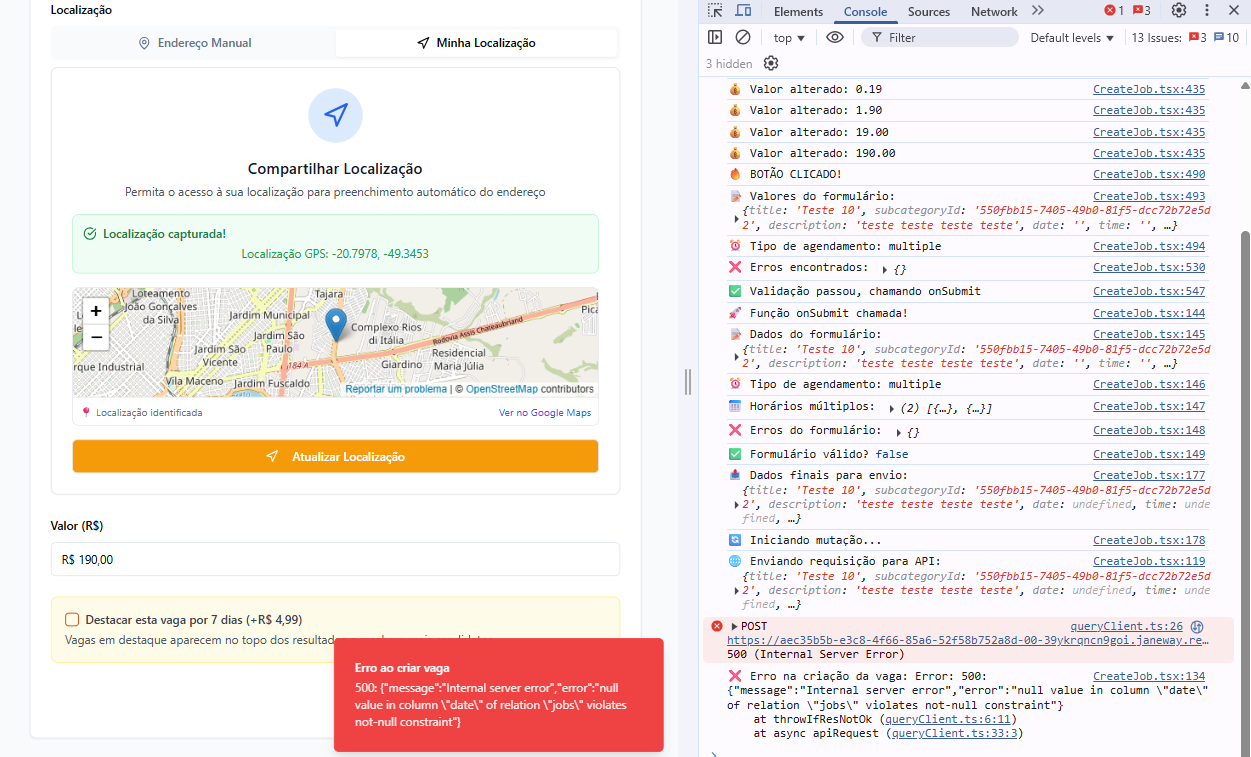 Localização
Endereço Manual
Minha Localização
Compartilhar Localização
Permita o acesso à sua localização para preenchimento automático do endereço
Localização capturada!
Localização GPS: -20.7978, -49.3453
+
−
Loteamento
João Gonçalves
da Silva
Tajara
Jardim Municipal
Jardim São
Paulo
Complexo Rios
di Itália
Rodovia Assis Chateaubriand
Jardim São
Vicente
Residencial
Maria Júlia
Giardino
rque Industrial
Vila Maceno
Jardim Fuscaldo
Reportar um problema | © OpenStreetMap contributors
Localização identificada
Ver no Google Maps
Atualizar Localização
Valor (R$)
R$ 190,00
Destacar esta vaga por 7 dias (+R$ 4,99)
Vagas em destaque aparecem no topo dos resultados
Erro ao criar vaga
500: {"message":"Internal server error","error":"null
value in column \"date\" of relation \"jobs\" violates
not-null constraint"}
Elements Console Sources Network 1 3
top Filter Default levels 13 Issues: 3 10
3 hidden
Valor alterado: 0.19 CreateJob.tsx:435
Valor alterado: 1.90 CreateJob.tsx:435
Valor alterado: 19.00 CreateJob.tsx:435
Valor alterado: 190.00 CreateJob.tsx:435
BOTÃO CLICADO! CreateJob.tsx:490
Valores do formulário: CreateJob.tsx:493
{title: 'Teste 10', subcategoryId: '550fbb15-7405-49b0-81f5-dcc72b72e5d
2', description: 'teste teste teste teste', date: '', time: '', …}
Tipo de agendamento: multiple CreateJob.tsx:494
Erros encontrados: {} CreateJob.tsx:530
Validação passou, chamando onSubmit CreateJob.tsx:547
Função onSubmit chamada! CreateJob.tsx:144
Dados do formulário: CreateJob.tsx:145
{title: 'Teste 10', subcategoryId: '550fbb15-7405-49b0-81f5-dcc72b72e5d
2', description: 'teste teste teste teste', date: '', time: '', …}
Tipo de agendamento: multiple CreateJob.tsx:146
Horários múltiplos: (2) [{…}, {…}] CreateJob.tsx:147
Erros do formulário: {} CreateJob.tsx:148
Formulário válido? false CreateJob.tsx:149
Dados finais para envio: CreateJob.tsx:177
{title: 'Teste 10', subcategoryId: '550fbb15-7405-49b0-81f5-dcc72b72e5d
2', description: 'teste teste teste teste', date: undefined, time: unde
fined, …}
Iniciando mutação... CreateJob.tsx:178
Enviando requisição para API: CreateJob.tsx:119
{title: 'Teste 10', subcategoryId: '550fbb15-7405-49b0-81f5-dcc72b72e5d
2', description: 'teste teste teste teste', date: undefined, time: unde
fined, …}
POST queryClient.ts:26
https://aec35b5b-e3c8-4f66-85a6-52f58b752a8d-00-39ykrqncn9goi.janeway.re…
500 (Internal Server Error)
Erro na criação da vaga: Error: 500: CreateJob.tsx:134
{"message":"Internal server error","error":"null value in column \"date\"
of relation \"jobs\" violates not-null constraint"}
at throwIfResNotOk (queryClient.ts:6:11)
at async apiRequest (queryClient.ts:33:3)